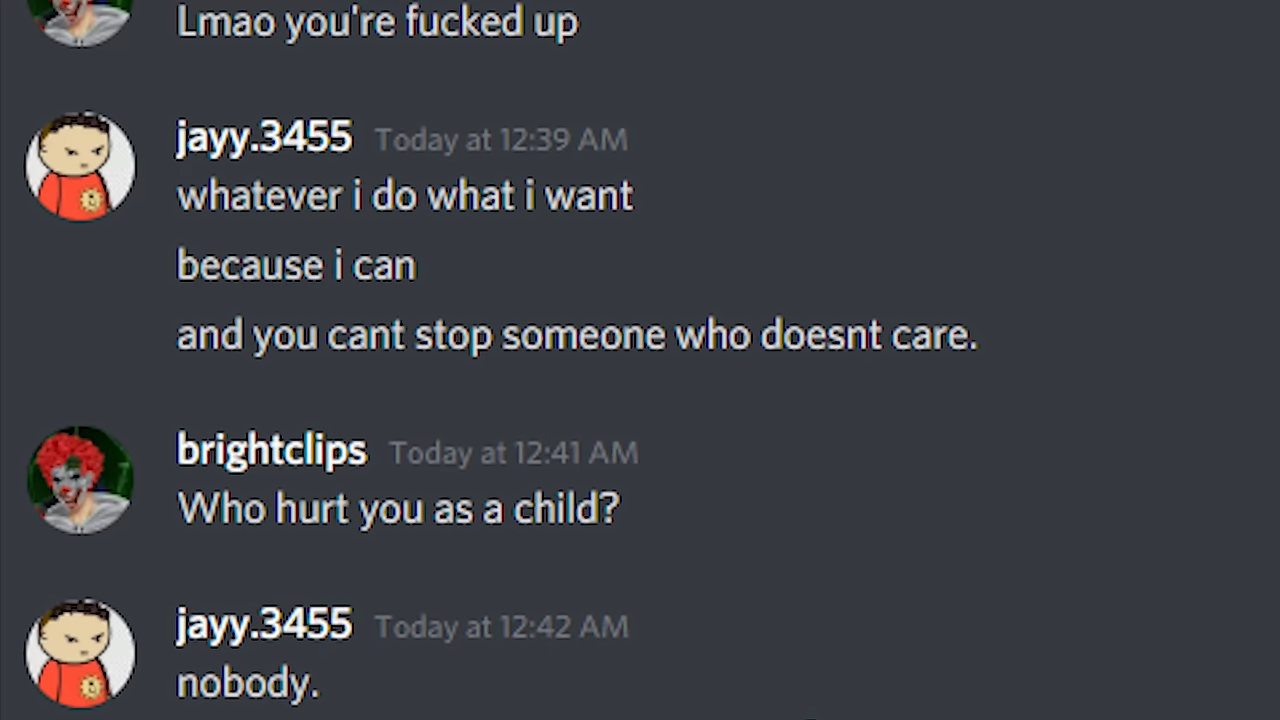 Lmao you're fucked up
jayy.3455 Today at 12:39 AM
whatever i do what i want
because i can
and you cant stop someone who doesnt care.
brightclips Today at 12:41 AM
Who hurt you as a child?
jayy.3455 Today at 12:42 AM
nobody.